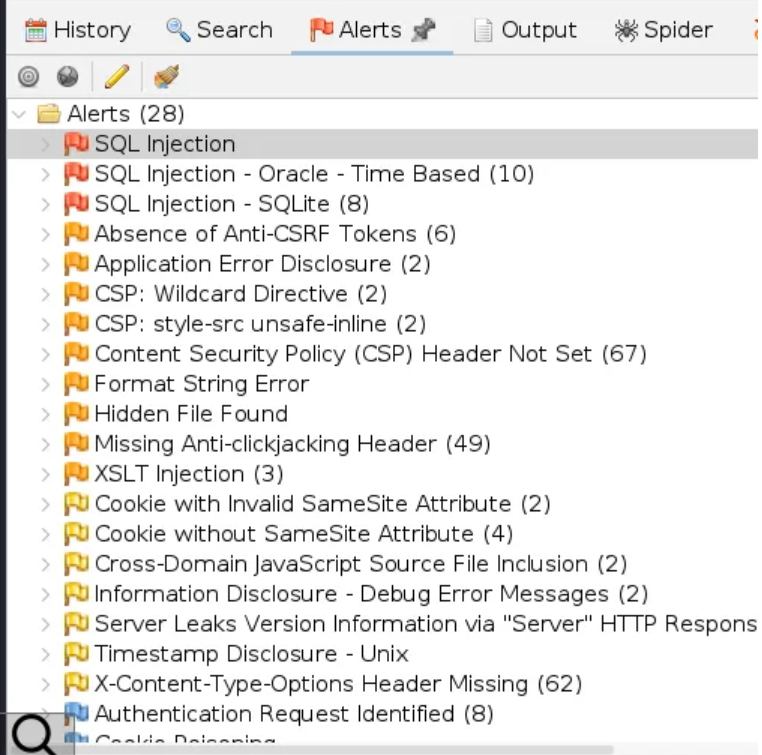 History Search Alerts Output Spider
Alerts (28)
SQL Injection
SQL Injection - Oracle - Time Based (10)
SQL Injection - SQLite (8)
Absence of Anti-CSRF Tokens (6)
Application Error Disclosure (2)
CSP: Wildcard Directive (2)
CSP: style-src unsafe-inline (2)
Content Security Policy (CSP) Header Not Set (67)
Format String Error
Hidden File Found
Missing Anti-clickjacking Header (49)
XSLT Injection (3)
Cookie with Invalid SameSite Attribute (2)
Cookie without SameSite Attribute (4)
Cross-Domain JavaScript Source File Inclusion (2)
Information Disclosure - Debug Error Messages (2)
Server Leaks Version Information via "Server" HTTP Respons
Timestamp Disclosure - Unix
X-Content-Type-Options Header Missing (62)
Authentication Request Identified (8)
Cookie Poisoning